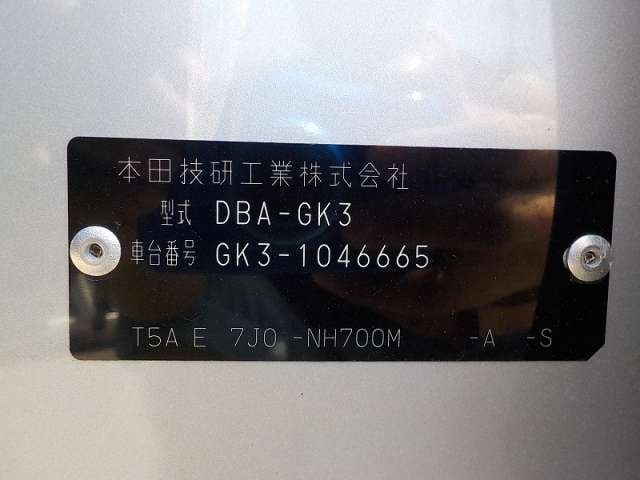 本田技研工業株式会社
型式 DBA-GK3
車台番号 GK3-1046665
T5A E 7J0 -NH700M -A -S